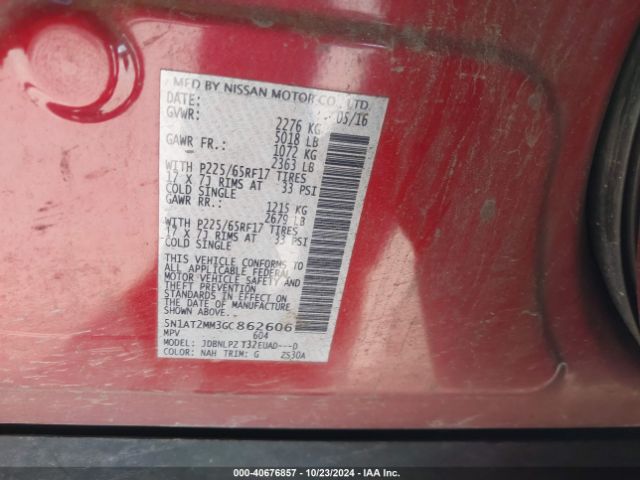 MFD BY NISSAN MOTOR CO., LTD.
DATE: 05/16
GVWR: 2276 KG
5018 LB
GAWR FR.: 1072 KG
2363 LB
WITH P225/65RF17 TIRES
17 X 7J RIMS AT 33 PSI
COLD SINGLE
GAWR RR.: 1215 KG
2679 LB
WITH P225/65RF17 TIRES
17 X 7J RIMS AT 33 PSI
COLD SINGLE
THIS VEHICLE CONFORMS TO
ALL APPLICABLE FEDERAL
MOTOR VEHICLE SAFETY AND
THEFT PREVENTION
STANDARDS IN EFFECT ON THE
DATE OF MANUFACTURE
SHOWN ABOVE.
5N1AT2MM3GC862606
MPV 604
MODEL: JDBNLPZ T32EUAD---D
COLOR: NAH TRIM: G ZS30A
000-40676857 - 10/23/2024 - IAA Inc.